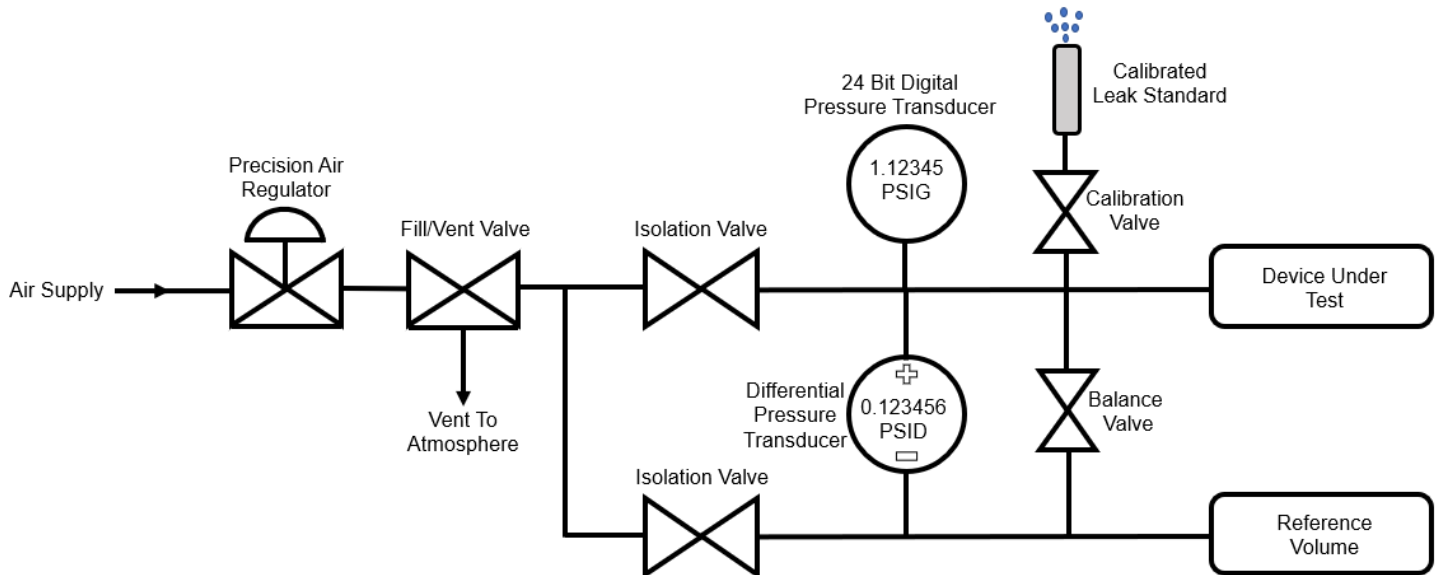 24 Bit Digital
Pressure Transducer
Calibrated
Leak Standard
Precision Air
Regulator
1.12345
PSIG
Calibration
Valve
Fill/Vent Valve
Isolation Valve
Air Supply
Device Under
Test
Differential
Pressure
Transducer
0.123456
PSID
Balance
Valve
Vent To
Atmosphere
Isolation Valve
Reference
Volume